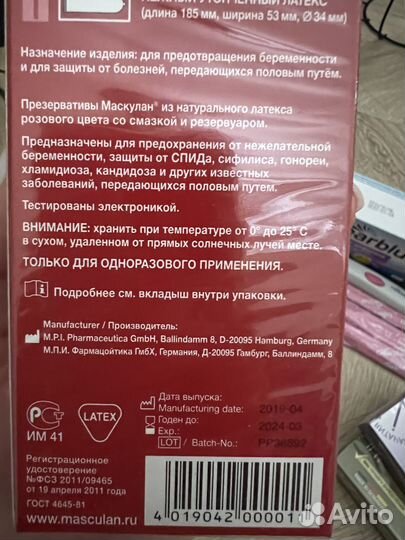 (длина 185 мм, ширина 53 мм, Ø 34 мм)
Назначение изделия: для предотвращения беременности
и для защиты от болезней, передающихся половым путём.
Презервативы Маскулан® из натурального латекса
розового цвета со смазкой и резервуаром.
Предназначены для предохранения от нежелательной
беременности, защиты от СПИДа, сифилиса, гонореи,
хламидиоза, кандидоза и других известных
заболеваний, передающихся половым путем.
Тестированы электроникой.
ВНИМАНИЕ: хранить при температуре от 0° до 25° С
в сухом, удаленном от прямых солнечных лучей месте.
ТОЛЬКО ДЛЯ ОДНОРАЗОВОГО ПРИМЕНЕНИЯ.
Подробнее см. вкладыш внутри упаковки.
Manufacturer / Производитель:
M.P.I. Pharmaceutica GmbH, Ballindamm 8, D-20095 Hamburg, Germany
М.П.И. Фармацойтика ГмбХ, Германия, Д-20095 Гамбург, Баллиндамм, 8
Дата выпуска:
Manufacturing date: 2019-04
Годен до:
Exp.: 2024-03
LOT / Batch-No.: PP36892
ИМ 41
LATEX
Регистрационное
удостоверение
№ФСЗ 2011/09465
от 19 апреля 2011 года
ГОСТ 4645-81
www.masculan.de
4 019042 00001
Avito